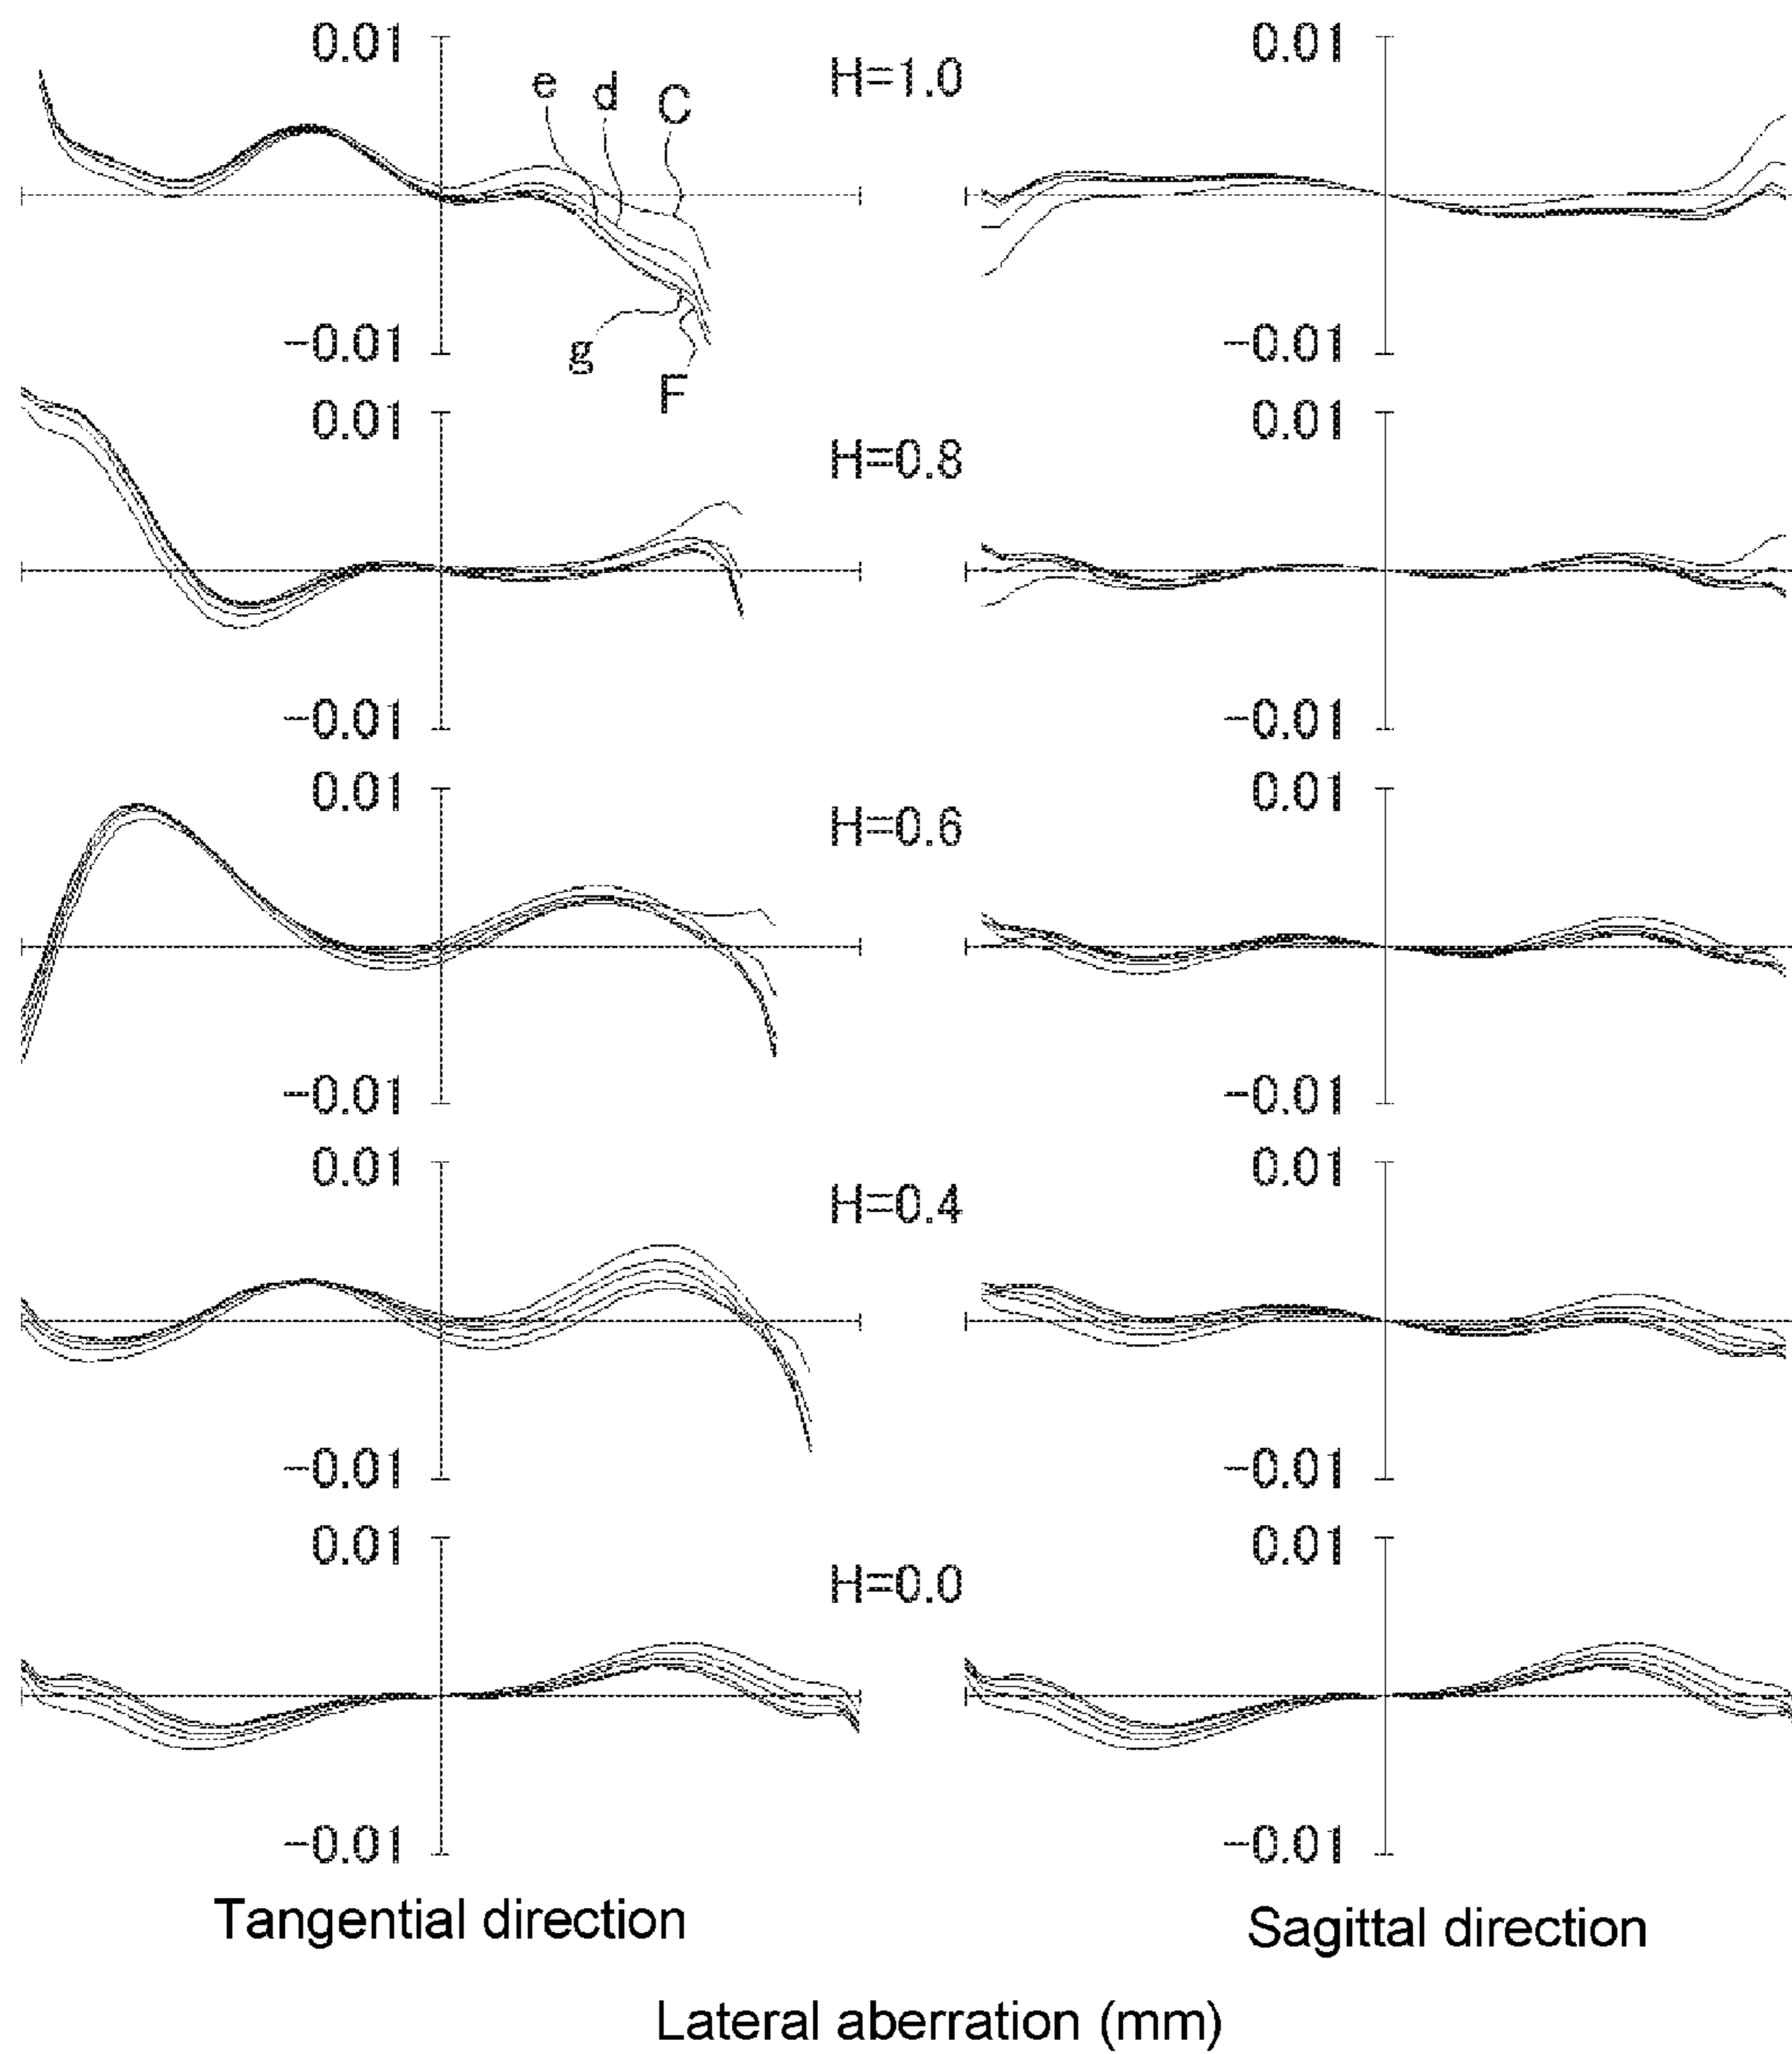 0.01 H=1.0 0.01
e d C
-0.01 g F -0.01
0.01 H=0.8 0.01
-0.01 -0.01
0.01 H=0.6 0.01
-0.01 -0.01
0.01 H=0.4 0.01
-0.01 -0.01
0.01 H=0.0 0.01
-0.01 -0.01
Tangential direction Sagittal direction
Lateral aberration (mm)